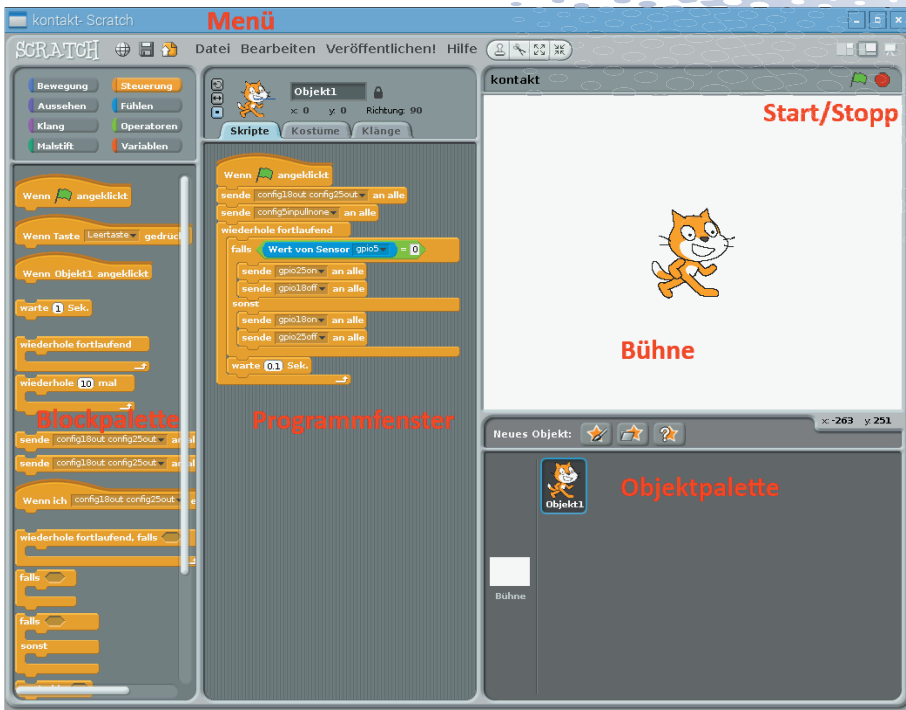 kontakt- Scratch
Menü
SCRATCH
Datei Bearbeiten Veröffentlichen! Hilfe
Bewegung Steuerung
Aussehen Fühlen
Klang Operatoren
Malstift Variablen
Wenn angeklickt
Wenn Taste Leertaste gedrück
Wenn Objekt1 angeklickt
warte 1 Sek.
wiederhole fortlaufend
wiederhole 10 mal
Blockpalette
sende config18out config25out an al
sende config18out config25out an al
Wenn ich config18out config25out e
wiederhole fortlaufend, falls
falls
falls
sonst
Objekt1
x: 0 y: 0 Richtung: 90
Skripte Kostüme Klänge
Wenn angeklickt
sende config18out config25out an alle
sende config5inpullnone an alle
wiederhole fortlaufend
falls Wert von Sensor gpio5 = 0
sende gpio25on an alle
sende gpio18off an alle
sonst
sende gpio18on an alle
sende gpio25off an alle
warte 0.1 Sek.
Programmfenster
kontakt
Start/Stopp
Bühne
x: -263 y: 251
Neues Objekt:
Objekt1
Objektpalette
Bühne